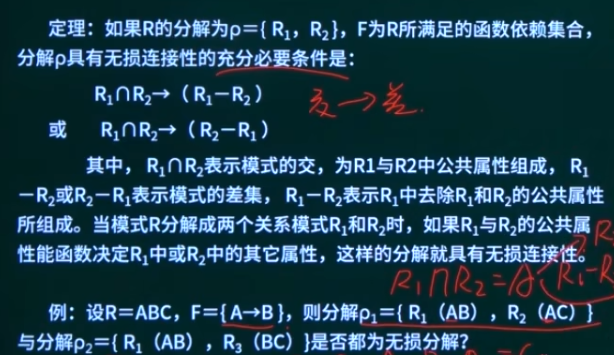 定理：如果R的分解为ρ={ R₁，R₂}，F为R所满足的函数依赖集合，
分解ρ具有无损连接性的充分必要条件是：
R₁∩R₂→（R₁－R₂）
交→差.
或 R₁∩R₂→（R₂－R₁）
其中，R₁∩R₂表示模式的交，为R1与R2中公共属性组成，R₁
－R₂或R₂－R₁表示模式的差集，R₁－R₂表示R₁中去除R₁和R₂的公共属性
所组成。当模式R分解成两个关系模式R₁和R₂时，如果R₁与R₂的公共属
性能函数决定R₁中或R₂中的其它属性，这样的分解就具有无损连接性。
R₁∩R₂=A R₁-R
例：设R＝ABC，F＝{ A→B }，则分解ρ₁={ R₁（AB），R₂（AC）}
与分解ρ₂={ R₁（AB），R₃（BC）}是否都为无损分解？